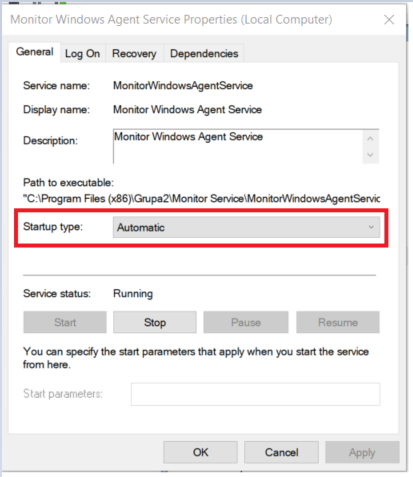 Monitor Windows Agent Service Properties (Local Computer)
General Log On Recovery Dependencies
Service name: MonitorWindowsAgentService
Display name: Monitor Windows Agent Service
Description: Monitor Windows Agent Service
Path to executable:
"C:\Program Files (x86)\Grupa2\Monitor Service\MonitorWindowsAgentServic
Startup type: Automatic
Service status: Running
Start Stop Pause Resume
You can specify the start parameters that apply when you start the service
from here.
Start parameters:
OK Cancel Apply